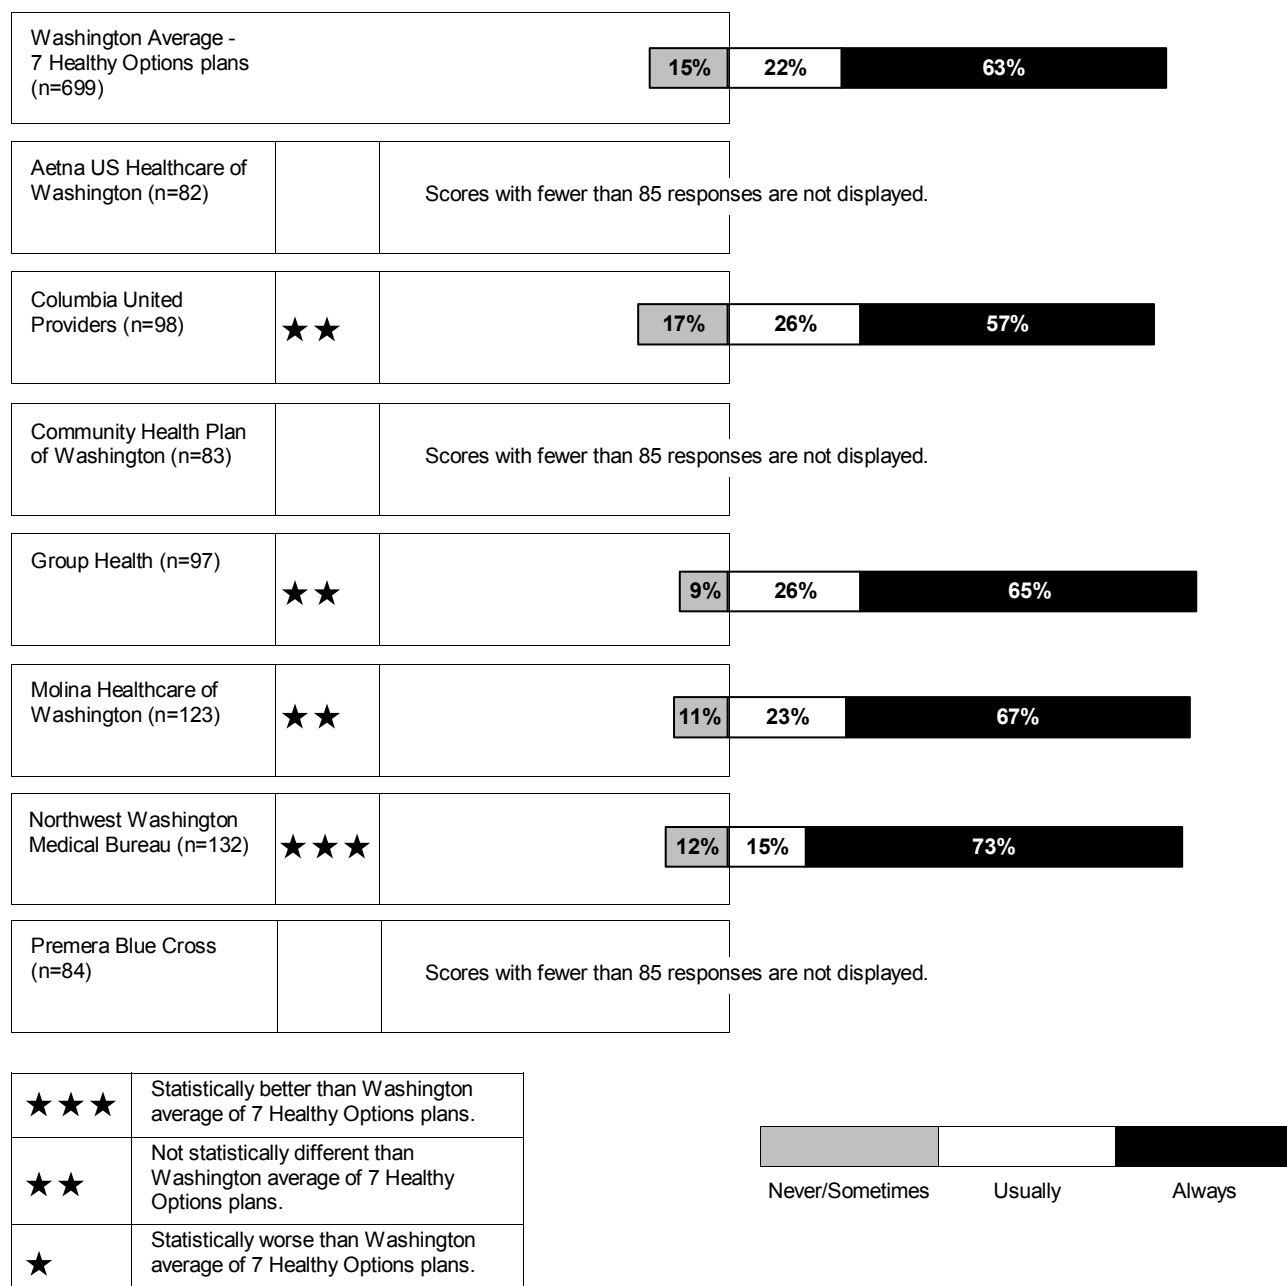 Washington Average -
7 Healthy Options plans
(n=699)
15% 22% 63%
Aetna US Healthcare of
Washington (n=82)
Scores with fewer than 85 responses are not displayed.
Columbia United
Providers (n=98)
★★
17% 26% 57%
Community Health Plan
of Washington (n=83)
Scores with fewer than 85 responses are not displayed.
Group Health (n=97)
★★
9% 26% 65%
Molina Healthcare of
Washington (n=123)
★★
11% 23% 67%
Northwest Washington
Medical Bureau (n=132)
★★★
12% 15% 73%
Premera Blue Cross
(n=84)
Scores with fewer than 85 responses are not displayed.
★★★
Statistically better than Washington
average of 7 Healthy Options plans.
★★
Not statistically different than
Washington average of 7 Healthy
Options plans.
★
Statistically worse than Washington
average of 7 Healthy Options plans.
Never/Sometimes Usually Always